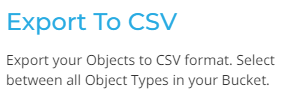 Export To CSV
Export your Objects to CSV format. Select
between all Object Types in your Bucket.